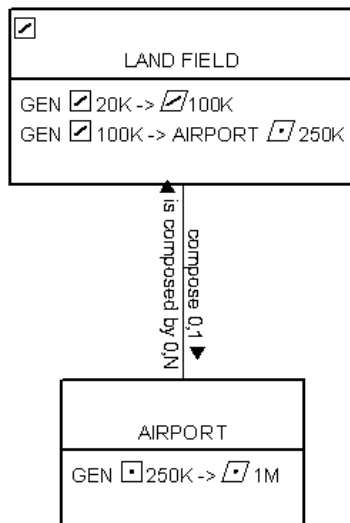 LAND FIELD
GEN 20K -> 100K
GEN 100K -> AIRPORT 250K
compose 0,1
is composed by 0,N
AIRPORT
GEN 250K -> 1M